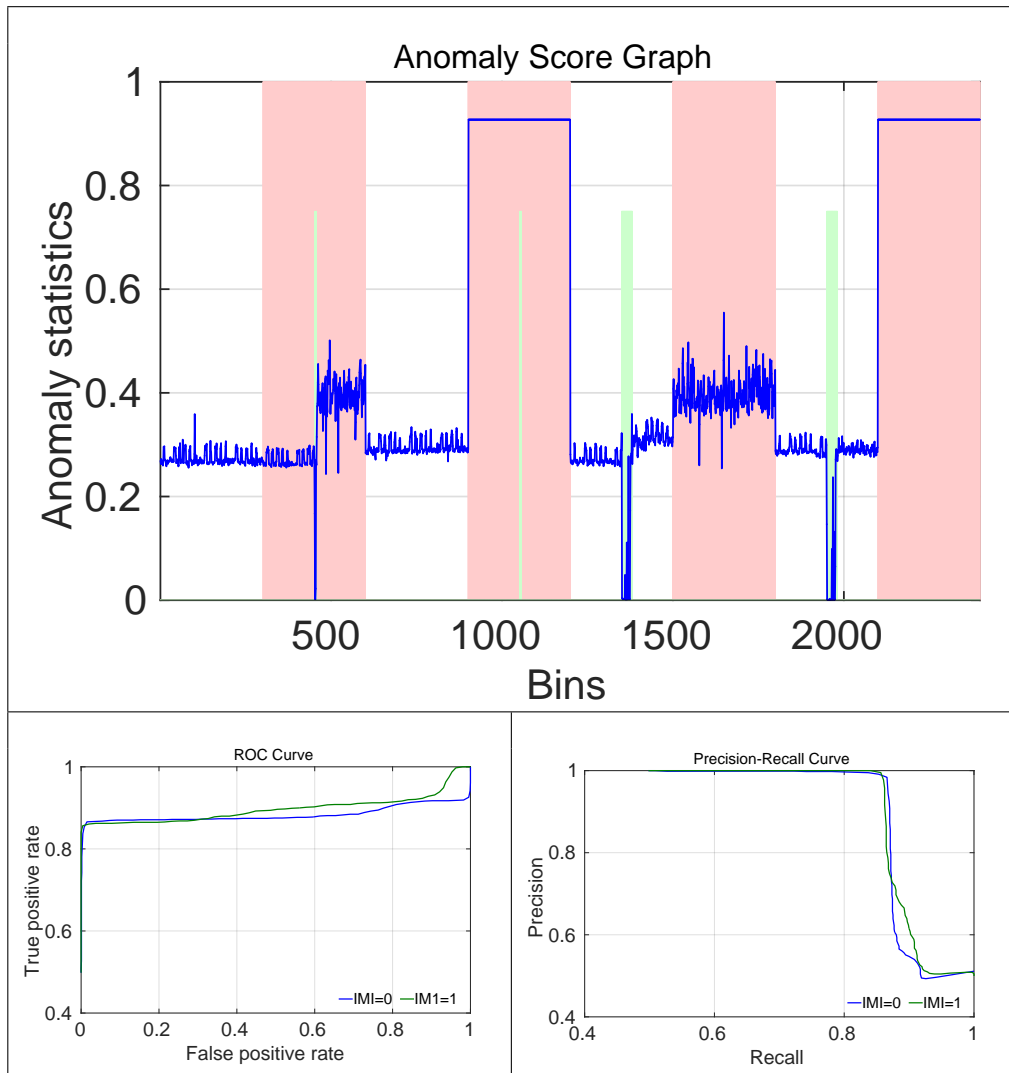 Anomaly Score Graph
1
0.8
0.6
0.4
0.2
0
Anomaly statistics
500 1000 1500 2000
Bins
ROC Curve
1
0.8
0.6
0.4
True positive rate
IMI=0 IM1=1
0 0.2 0.4 0.6 0.8 1
False positive rate
Precision-Recall Curve
1
0.8
0.6
0.4
Precision
IMI=0 IMI=1
0.4 0.6 0.8 1
Recall